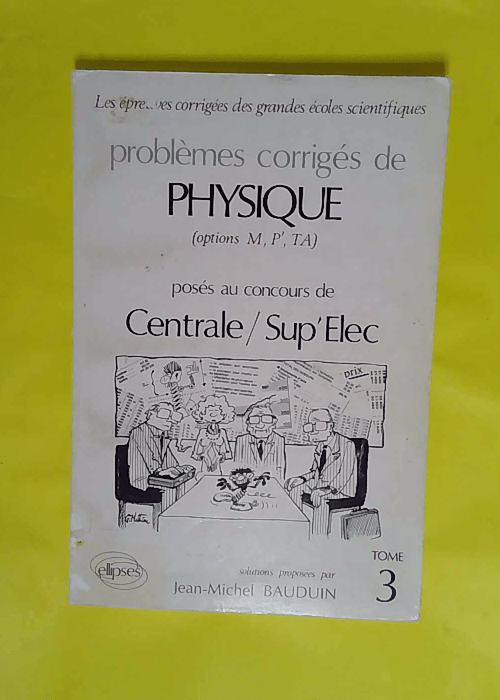 Les épre..ves corrigées des grandes écoles scientifiques
problèmes corrigés de
PHYSIQUE
(options M, P', TA)
posés au concours de
Centrale / Sup'Elec
prix
TOME
3
ellipses
solutions proposées par
Jean-Michel BAUDUIN